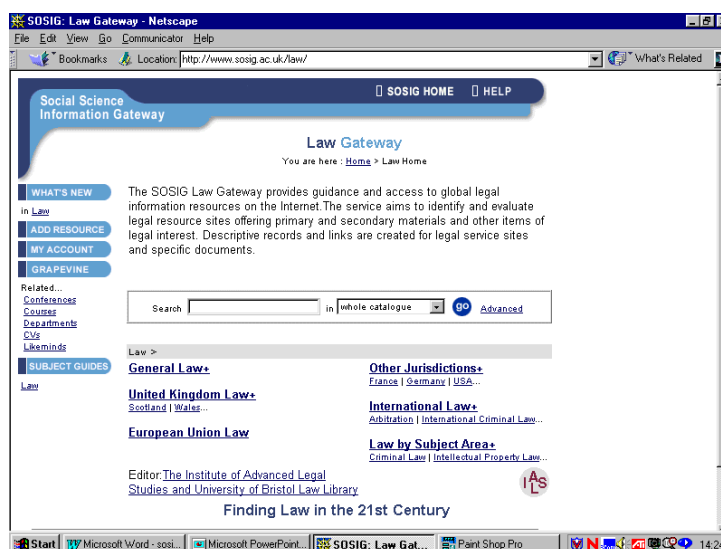 SOSIG: Law Gateway - Netscape
File Edit View Go Communicator Help
Bookmarks Location: http://www.sosig.ac.uk/law/ What's Related
Social Science
Information Gateway
SOSIG HOME HELP
Law Gateway
You are here : Home > Law Home
WHAT'S NEW
in Law
ADD RESOURCE
MY ACCOUNT
GRAPEVINE
Related...
Conferences
Courses
Departments
CVs
Likeminds
SUBJECT GUIDES
Law
The SOSIG Law Gateway provides guidance and access to global legal
information resources on the Internet.The service aims to identify and evaluate
legal resource sites offering primary and secondary materials and other items of
legal interest. Descriptive records and links are created for legal service sites
and specific documents.
Search in whole catalogue go Advanced
Law >
General Law+
United Kingdom Law+
Scotland | Wales...
European Union Law
Other Jurisdictions+
France | Germany | USA...
International Law+
Arbitration | International Criminal Law...
Law by Subject Area+
Criminal Law | Intellectual Property Law...
Editor:The Institute of Advanced Legal
Studies and University of Bristol Law Library
IALS
Finding Law in the 21st Century
Start Microsoft Word - sosi... Microsoft PowerPoint... SOSIG: Law Gat... Paint Shop Pro